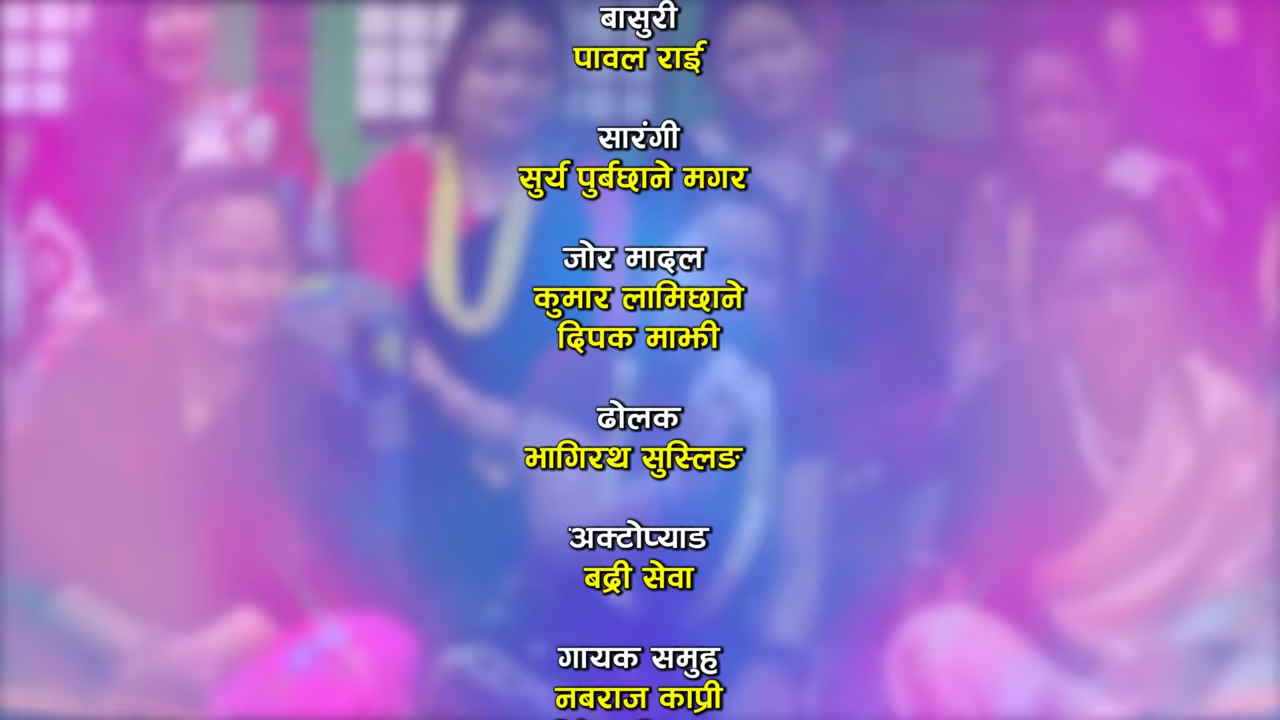 बासुरी
पावल राई
सारंगी
सुर्य पुर्बछाने मगर
जोर मादल
कुमार लामिछाने
दिपक माझी
ढोलक
भागिरथ सुस्लिङ
अक्टोप्याड
बद्री सेवा
गायक समुह
नबराज काप्री